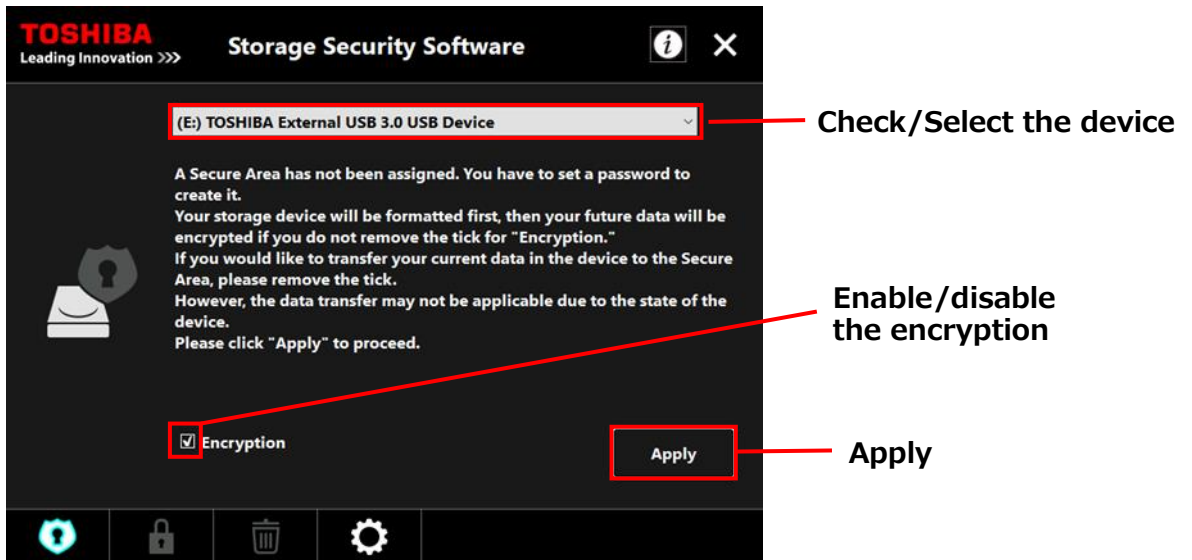 TOSHIBA
Leading Innovation >>>
Storage Security Software
(E:) TOSHIBA External USB 3.0 USB Device
Check/Select the device
A Secure Area has not been assigned. You have to set a password to
create it.
Your storage device will be formatted first, then your future data will be
encrypted if you do not remove the tick for "Encryption."
If you would like to transfer your current data in the device to the Secure
Area, please remove the tick.
However, the data transfer may not be applicable due to the state of the
device.
Please click "Apply" to proceed.
Enable/disable
the encryption
Encryption
Apply
Apply